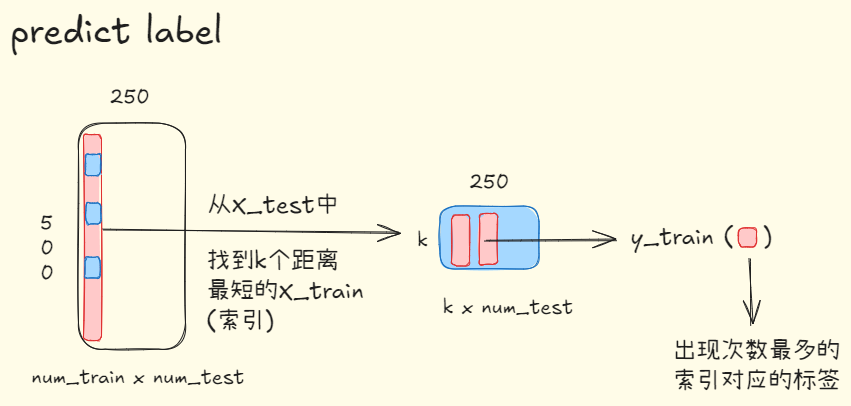 predict label
250
5
0
0
从X_test中
找到k个距离
最短的X_train
(索引)
num_train x num_test
250
k
k x num_test
y_train ( )
出现次数最多的
索引对应的标签